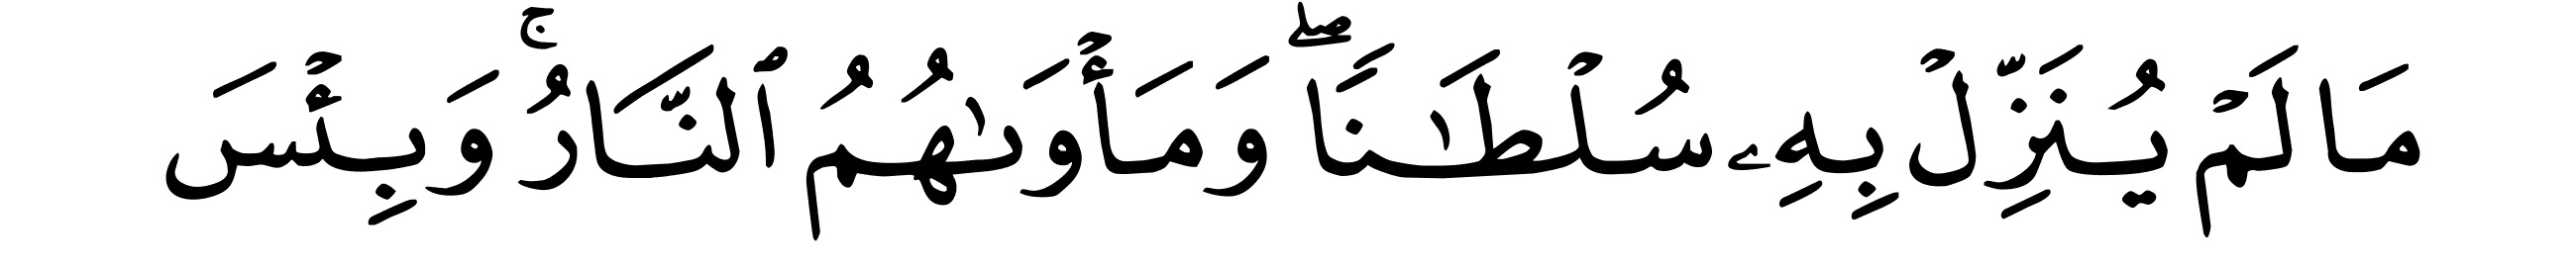 مَا لَمۡ يُنَزِّلۡ بِهِۦ سُلۡطَٰنٗاۖ وَمَأۡوَىٰهُمُ ٱلنَّارُۚ وَبِئۡسَ